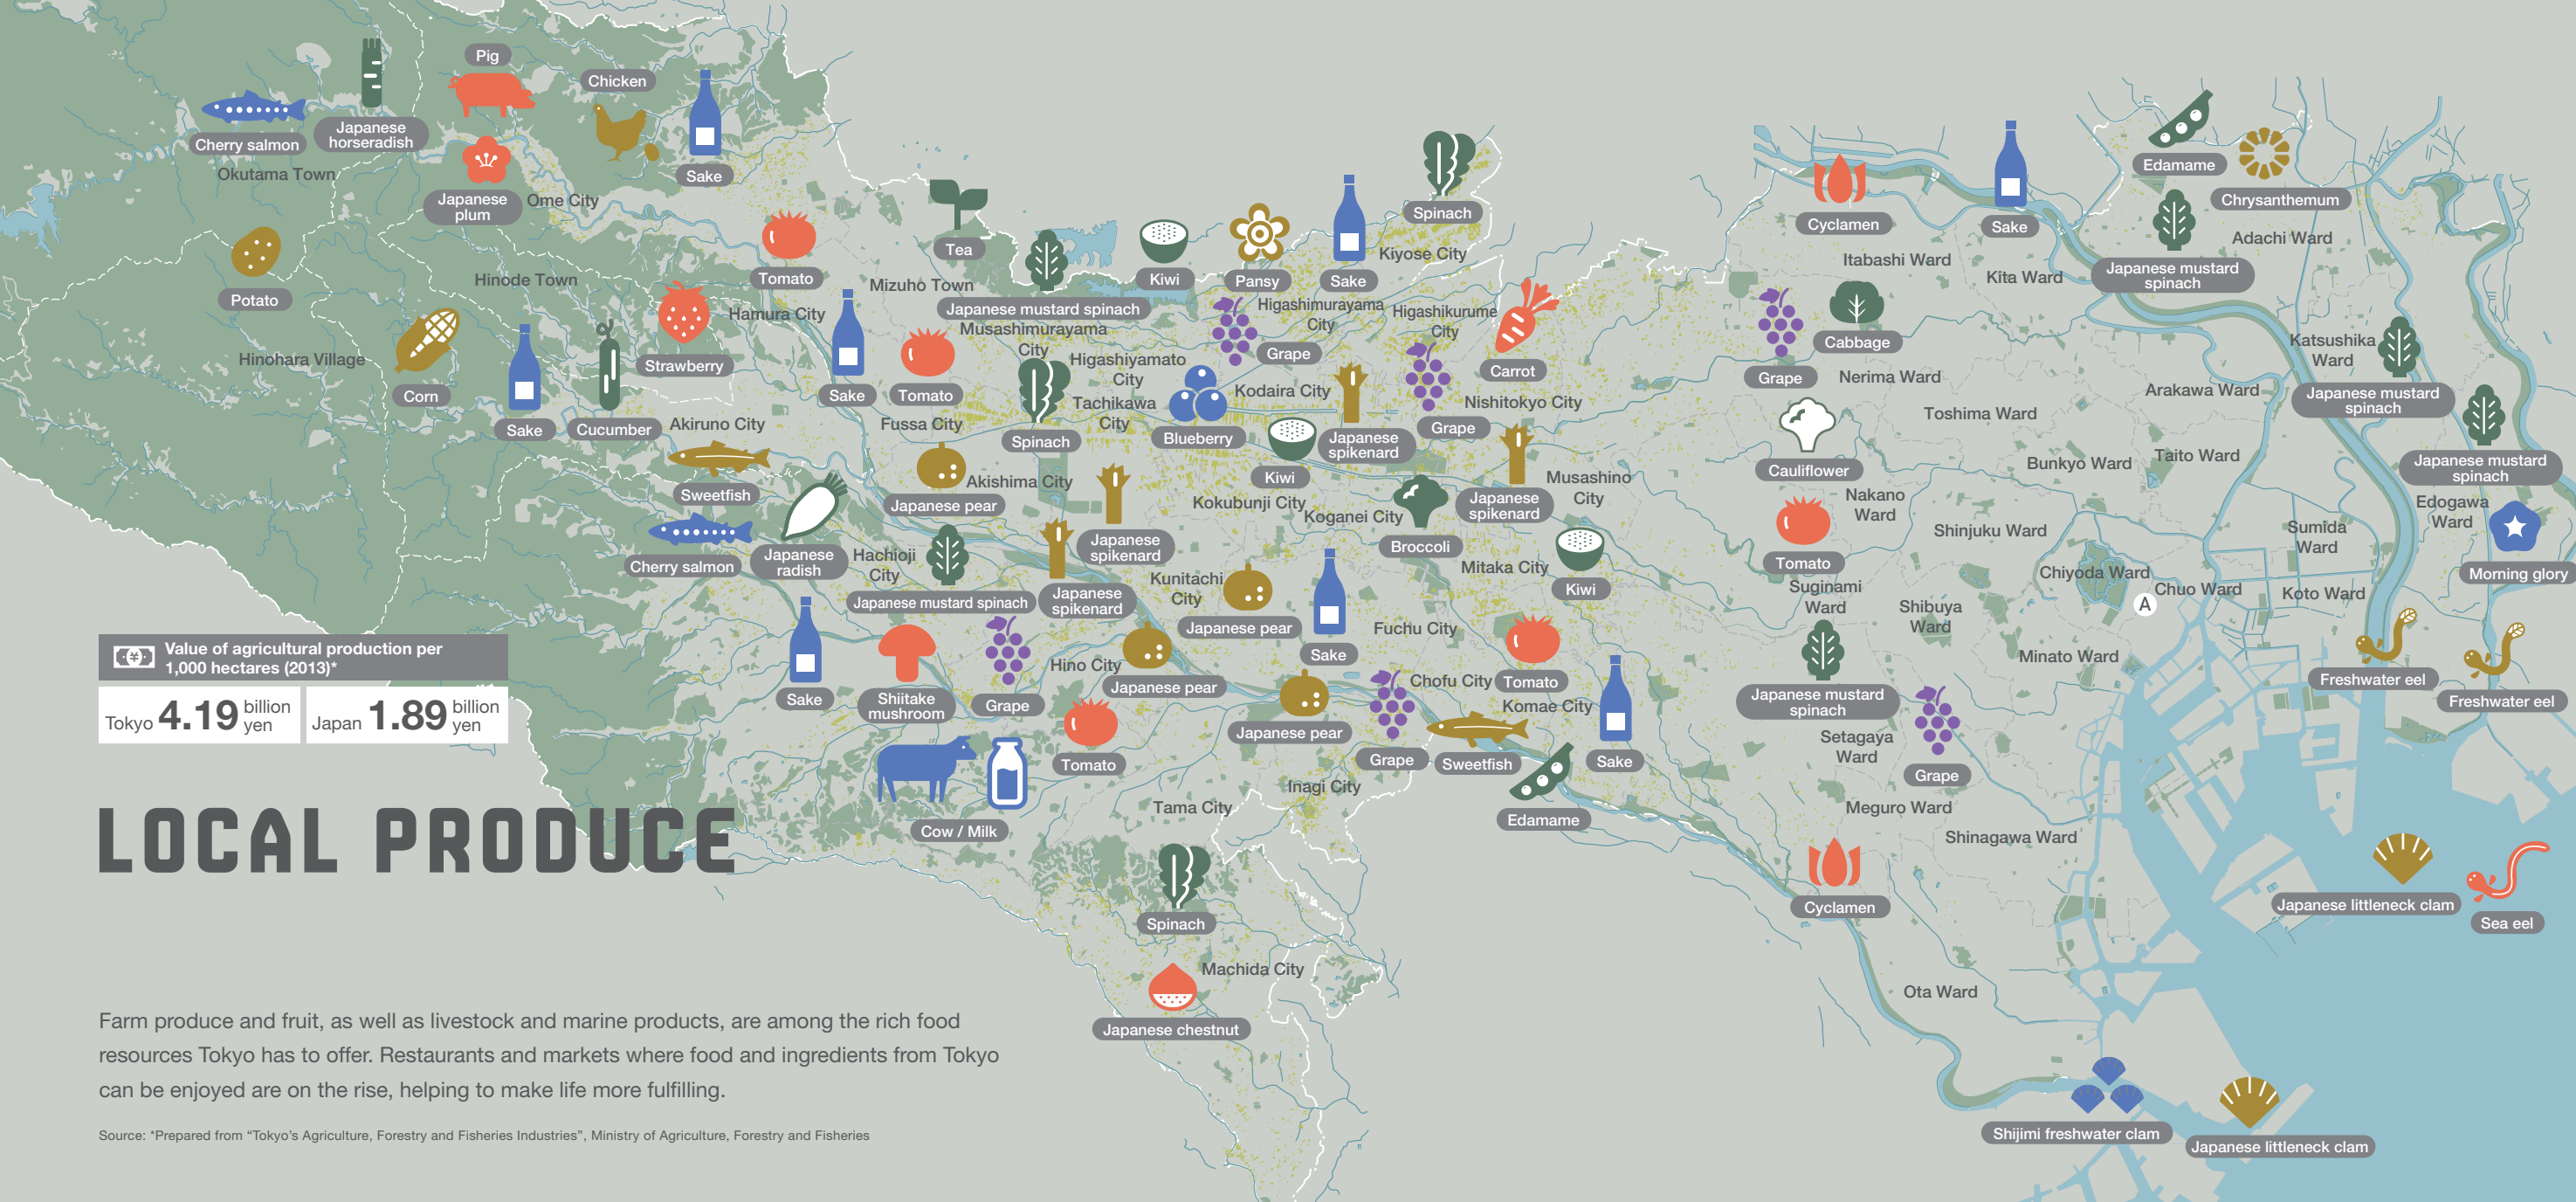 Pig
Chicken
Japanese
horseradish
Cherry salmon
Okutama Town
Sake
Japanese
plum
Ome City
Potato
Hinode Town
Tomato
Mizuho Town
Hamura City
Hinohara Village
Corn
Sake
Cucumber
Strawberry
Akiruno City
Sake
Tomato
Fussa City
Tea
Japanese mustard spinach
Musashimurayama
City
Kiwi
Pansy
Sake
Spinach
Kiyose City
Higashimurayama
City
Higashikurume
City
Grape
Carrot
Higashiyamato
City
Kodaira City
Tachikawa
City
Spinach
Blueberry
Kiwi
Japanese
spikenard
Grape
Nishitokyo City
Sweetfish
Japanese pear
Akishima City
Kokubunji City
Koganei City
Japanese
spikenard
Musashino
City
Cherry salmon
Japanese
radish
Hachioji
City
Japanese
spikenard
Broccoli
Mitaka City
Kiwi
Japanese mustard spinach
Japanese
spikenard
Kunitachi
City
Japanese pear
Sake
Fuchu City
Sake
Shiitake
mushroom
Grape
Hino City
Japanese pear
Tomato
Japanese pear
Grape
Chofu City
Tomato
Komae City
Sweetfish
Sake
Cow / Milk
Tama City
Inagi City
Edamame
Spinach
Machida City
Japanese chestnut
Cyclamen
Sake
Edamame
Chrysanthemum
Adachi Ward
Itabashi Ward
Kita Ward
Japanese mustard
spinach
Grape
Cabbage
Nerima Ward
Katsushika
Ward
Japanese mustard
spinach
Arakawa Ward
Toshima Ward
Cauliflower
Bunkyo Ward
Taito Ward
Japanese mustard
spinach
Edogawa
Ward
Nakano
Ward
Shinjuku Ward
Sumida
Ward
Tomato
Suginami
Ward
Chiyoda Ward
A
Chuo Ward
Koto Ward
Morning glory
Shibuya
Ward
Minato Ward
Freshwater eel
Freshwater eel
Japanese mustard
spinach
Setagaya
Ward
Grape
Meguro Ward
Shinagawa Ward
Cyclamen
Japanese littleneck clam
Sea eel
Ota Ward
Shijimi freshwater clam
Japanese littleneck clam
Value of agricultural production per
1,000 hectares (2013)*
Tokyo 4.19 billion yen
Japan 1.89 billion yen
LOCAL PRODUCE
Farm produce and fruit, as well as livestock and marine products, are among the rich food
resources Tokyo has to offer. Restaurants and markets where food and ingredients from Tokyo
can be enjoyed are on the rise, helping to make life more fulfilling.
Source: *Prepared from “Tokyo’s Agriculture, Forestry and Fisheries Industries”, Ministry of Agriculture, Forestry and Fisheries